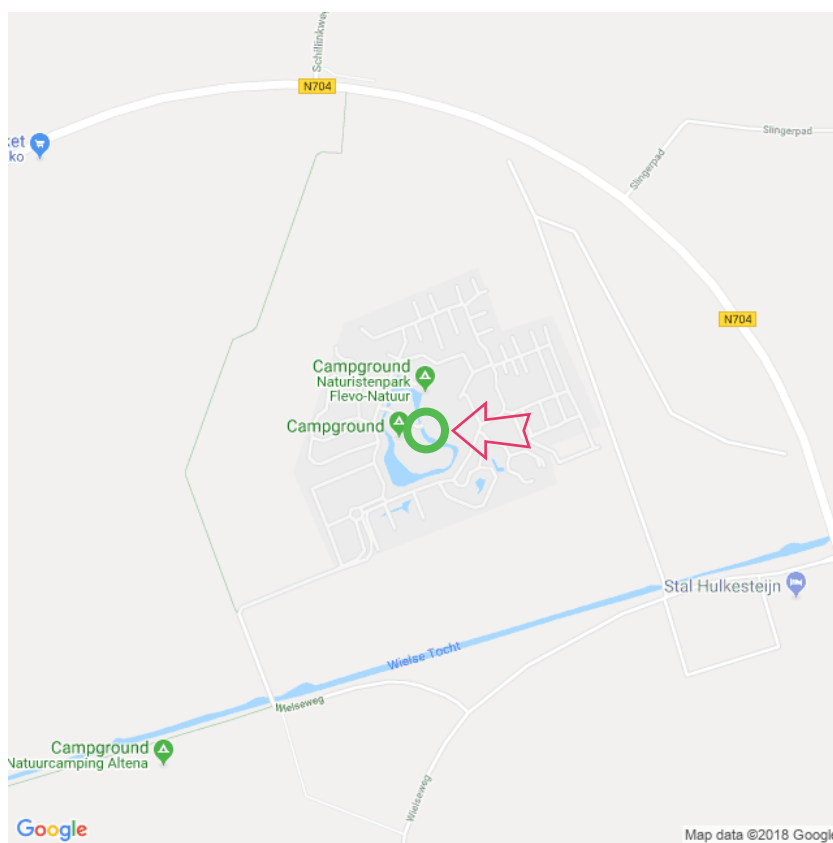 Schillinkweg
N704
ket
ko
Slingerpad
Slingerpad
N704
Campground
Naturistenpark
Flevo-Natuur
Campground
Stal Hulkesteijn
Wielse Tocht
Wielseweg
Campground
Natuurcamping Altena
Wielseweg
Google
Map data ©2018 Google